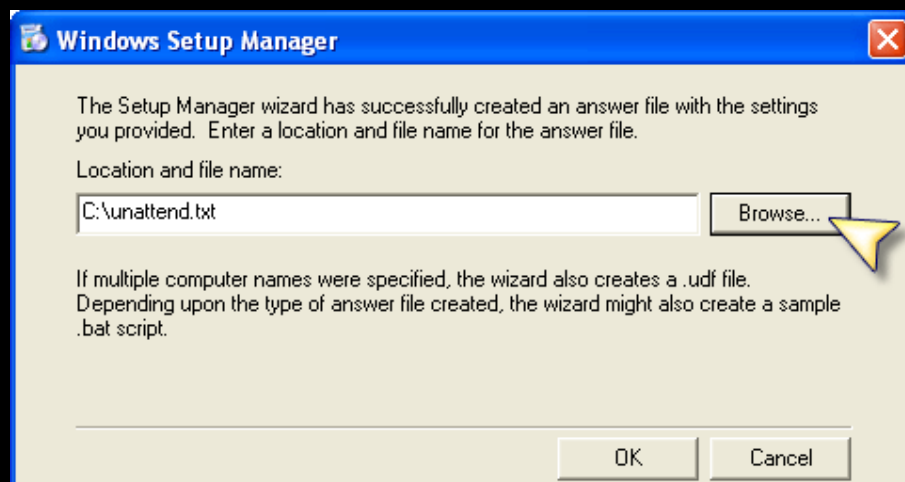 Windows Setup Manager
The Setup Manager wizard has successfully created an answer file with the settings
you provided. Enter a location and file name for the answer file.
Location and file name:
C:\unattend.txt
Browse...
If multiple computer names were specified, the wizard also creates a .udf file.
Depending upon the type of answer file created, the wizard might also create a sample
.bat script.
OK
Cancel